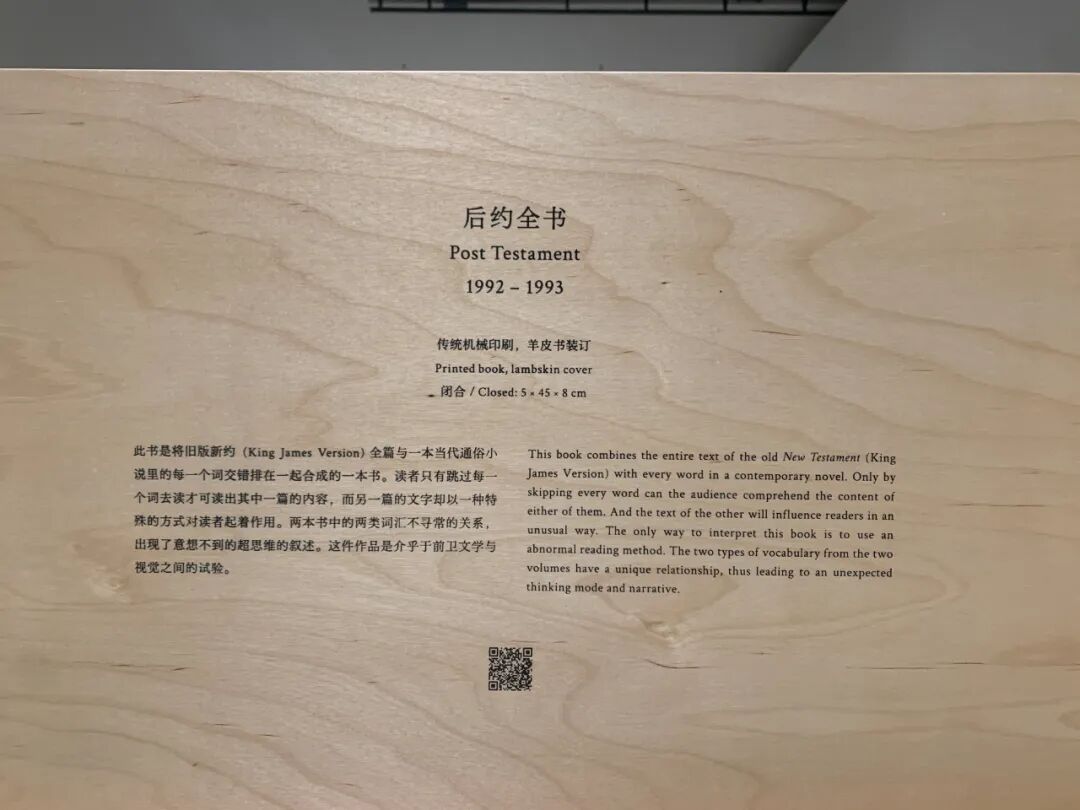 后约全书
Post Testament
1992 – 1993
传统机械印刷，羊皮书装订
Printed book, lambskin cover
闭合 / Closed: 5 × 45 × 8 cm
此书是将旧版新约（King James Version）全篇与一本当代通俗小
说里的每一个词交错排在一起合成的一本书。读者只有跳过每一
个词去读才可读出其中一篇的内容，而另一篇的文字却以一种特
殊的方式对读者起着作用。两本书中的两类词汇不寻常的关系，
出现了意想不到的超思维的叙述。这件作品是介乎于前卫文学与
视觉之间的试验。
This book combines the entire text of the old New Testament (King
James Version) with every word in a contemporary novel. Only by
skipping every word can the audience comprehend the content of
either of them. And the text of the other will influence readers in an
unusual way. The only way to interpret this book is to use an
abnormal reading method. The two types of vocabulary from the two
volumes have a unique relationship, thus leading to an unexpected
thinking mode and narrative.